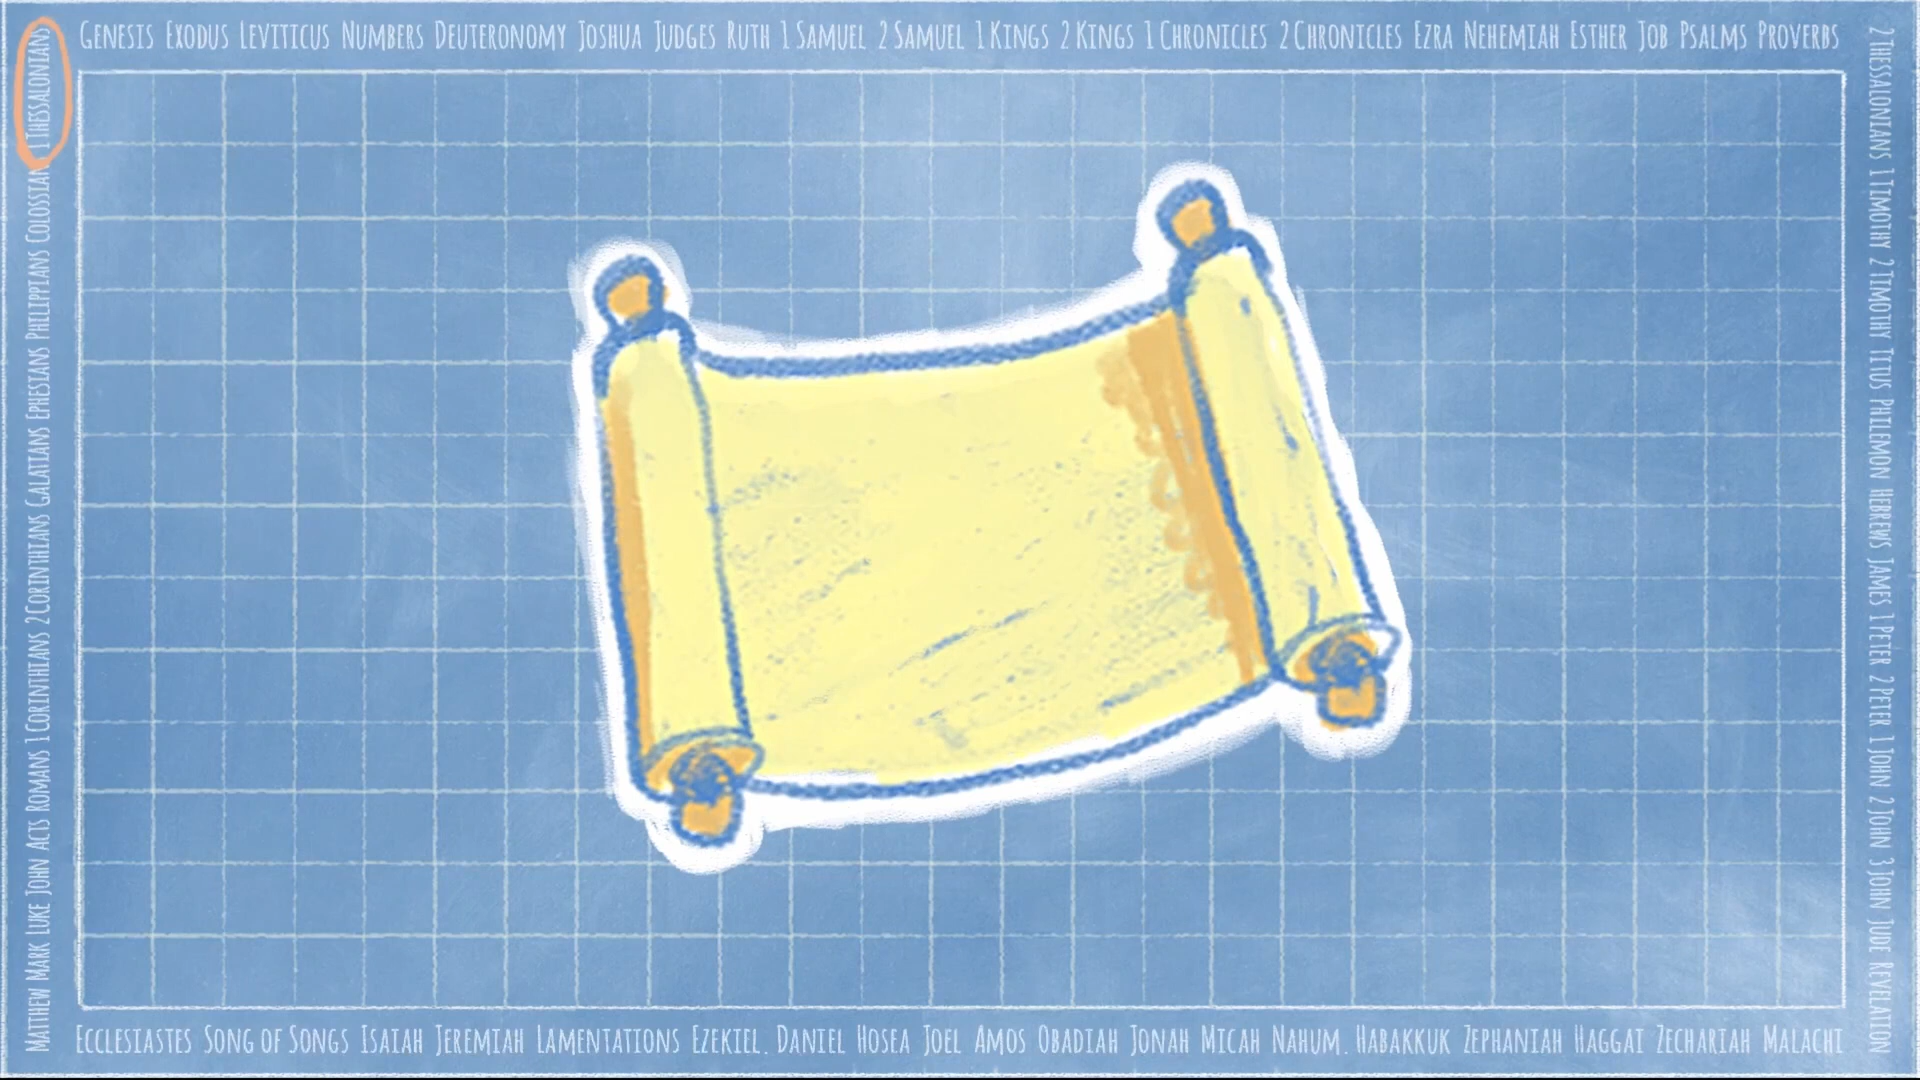 Genesis Exodus Leviticus Numbers Deuteronomy Joshua Judges Ruth 1 Samuel 2 Samuel 1 Kings 2 Kings 1 Chronicles 2 Chronicles Ezra Nehemiah Esther Job Psalms Proverbs
Ecclesiastes Song of Songs Isaiah Jeremiah Lamentations Ezekiel. Daniel Hosea Joel Amos Obadiah Jonah Micah Nahum. Habakkuk Zephaniah Haggai Zechariah Malachi
Matthew Mark Luke John Acts Romans 1 Corinthians 2 Corinthians Galatians Ephesians Philippians Colossians 1 Thessalonians
2 Thessalonians 1 Timothy 2 Timothy Titus Philemon Hebrews James 1 Peter 2 Peter 1 John 2 John 3 John Jude Revelation